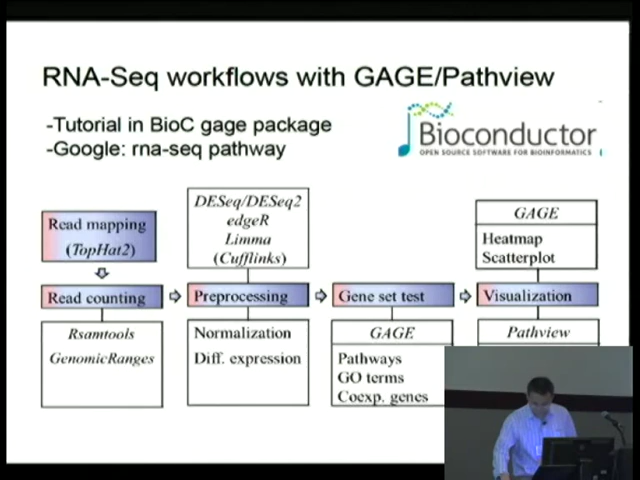 RNA-Seq workflows with GAGE/Pathview
-Tutorial in BioC gage package
-Google: rna-seq pathway
Bioconductor
OPEN SOURCE SOFTWARE FOR BIOINFORMATICS
Read mapping
(TopHat2)
DESeq/DESeq2
edgeR
Limma
(Cufflinks)
GAGE
Heatmap
Scatterplot
Read counting
Preprocessing
Gene set test
Visualization
Rsamtools
GenomicRanges
Normalization
Diff. expression
GAGE
Pathways
GO terms
Coexp. genes
Pathview